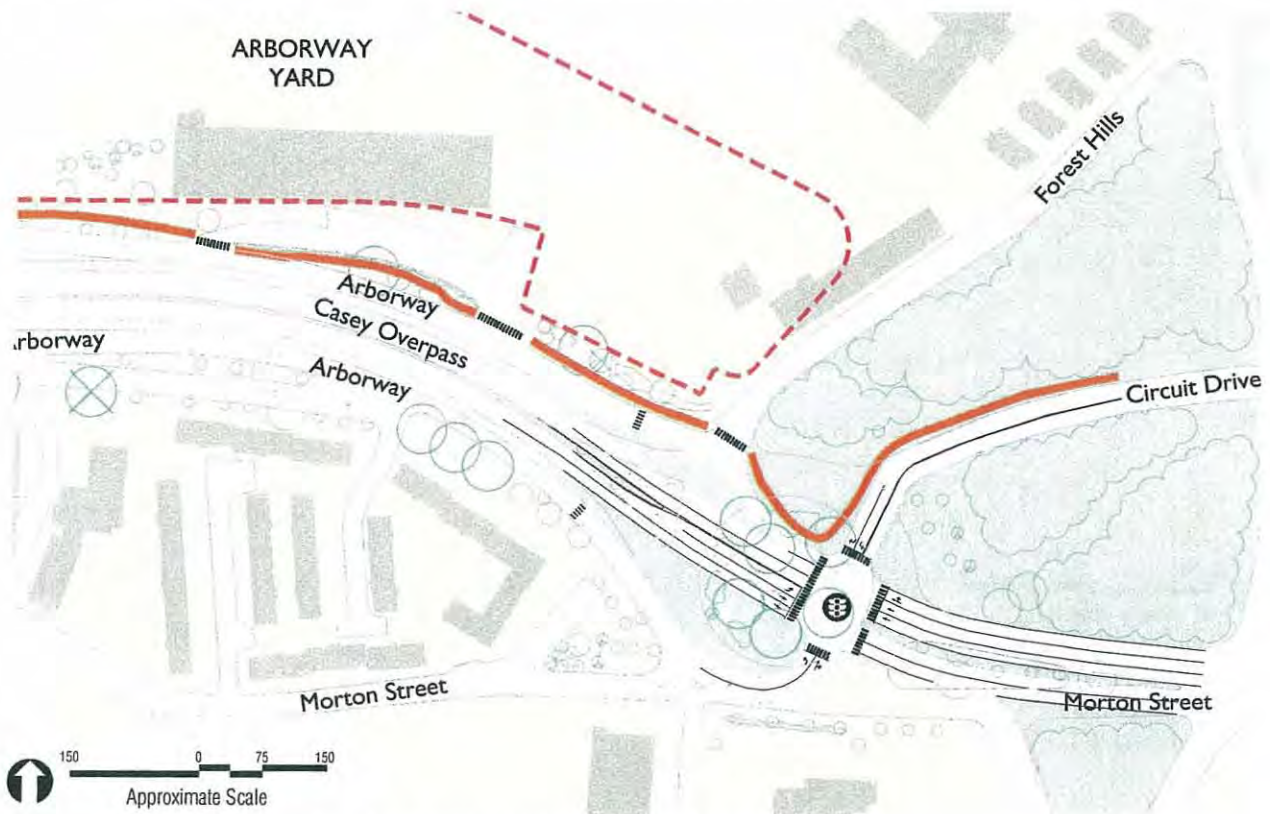 ARBORWAY
YARD
Forest Hills
Arborway
Casey Overpass
Arborway
rborway
Circuit Drive
Morton Street
Morton Street
150 0 75 150
Approximate Scale